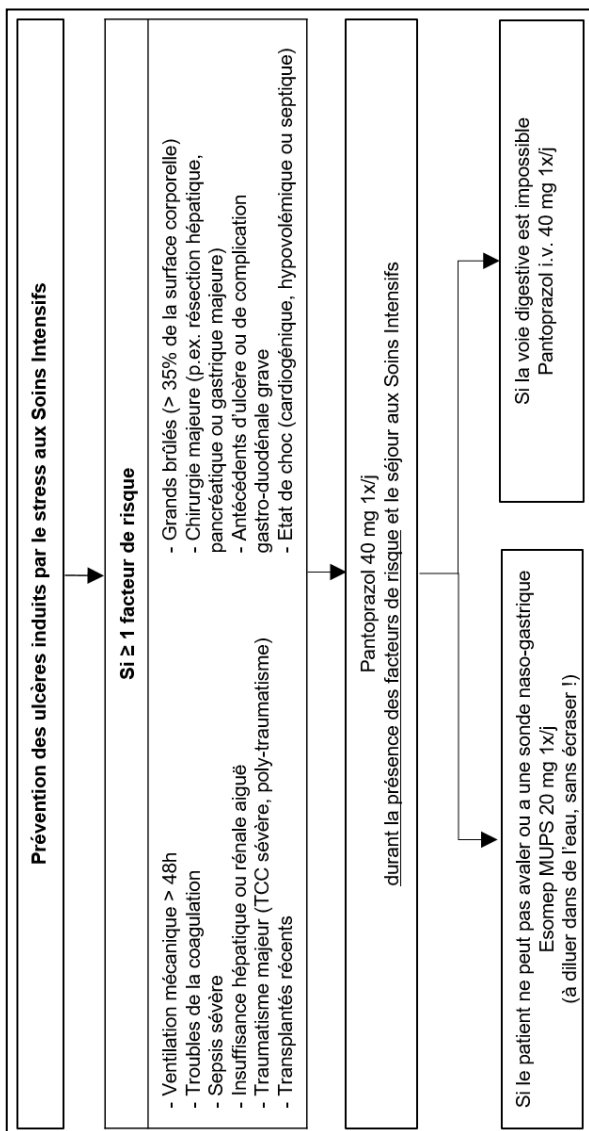 Prévention des ulcères induits par le stress aux Soins Intensifs
Si ≥ 1 facteur de risque
- Ventilation mécanique > 48h
- Troubles de la coagulation
- Sepsis sévère
- Insuffisance hépatique ou rénale aiguë
- Traumatisme majeur (TCC sévère, poly-traumatisme)
- Transplantés récents
- Grands brûlés (> 35% de la surface corporelle)
- Chirurgie majeure (p.ex. résection hépatique,
pancréatique ou gastrique majeure)
- Antécédents d'ulcère ou de complication
gastro-duodénale grave
- Etat de choc (cardiogénique, hypovolémique ou septique)
Pantoprazol 40 mg 1x/j
durant la présence des facteurs de risque et le séjour aux Soins Intensifs
Si le patient ne peut pas avaler ou a une sonde naso-gastrique
Esomep MUPS 20 mg 1x/j
(à diluer dans de l'eau, sans écraser !)
Si la voie digestive est impossible
Pantoprazol i.v. 40 mg 1x/j